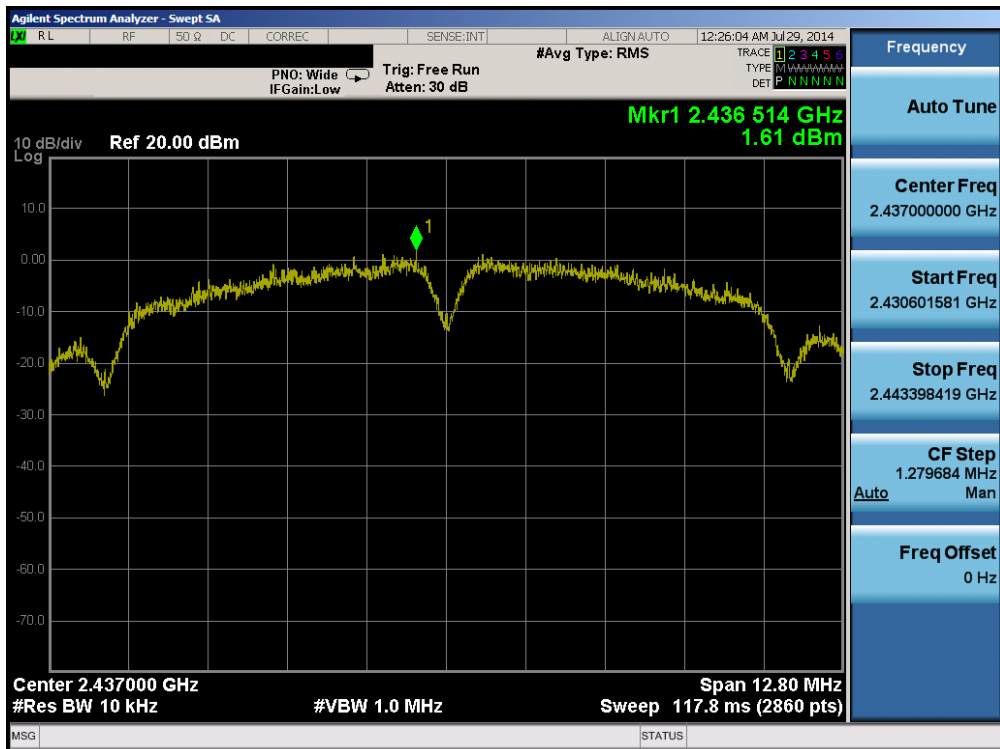 Agilent Spectrum Analyzer - Swept SA
LXI RL RF 50 Ω DC CORREC SENSE:INT ALIGN AUTO 12:26:04 AM Jul 29, 2014
PNO: Wide
IFGain:Low
Trig: Free Run
Atten: 30 dB
#Avg Type: RMS
TRACE 1 2 3 4 5 6
TYPE M WWWWW
DET P N N N N N
Mkr1 2.436 514 GHz
1.61 dBm
10 dB/div Ref 20.00 dBm
Log
10.0
0.00
-10.0
-20.0
-30.0
-40.0
-50.0
-60.0
-70.0
1
Center 2.437000 GHz Span 12.80 MHz
#Res BW 10 kHz #VBW 1.0 MHz Sweep 117.8 ms (2860 pts)
MSG STATUS
Frequency
Auto Tune
Center Freq
2.437000000 GHz
Start Freq
2.430601581 GHz
Stop Freq
2.443398419 GHz
CF Step
1.279684 MHz
Auto Man
Freq Offset
0 Hz